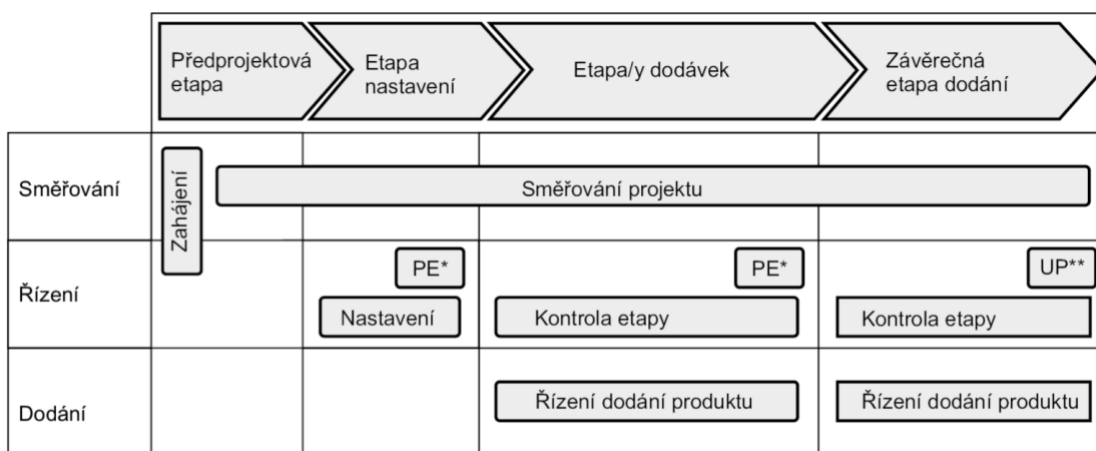 Předprojektová
etapa
Etapa
nastavení
Etapa/y dodávek
Závěrečná
etapa dodání
Směřování
Zahájení
Směřování projektu
Řízení
PE*
PE*
UP**
Nastavení
Kontrola etapy
Kontrola etapy
Dodání
Řízení dodání produktu
Řízení dodání produktu